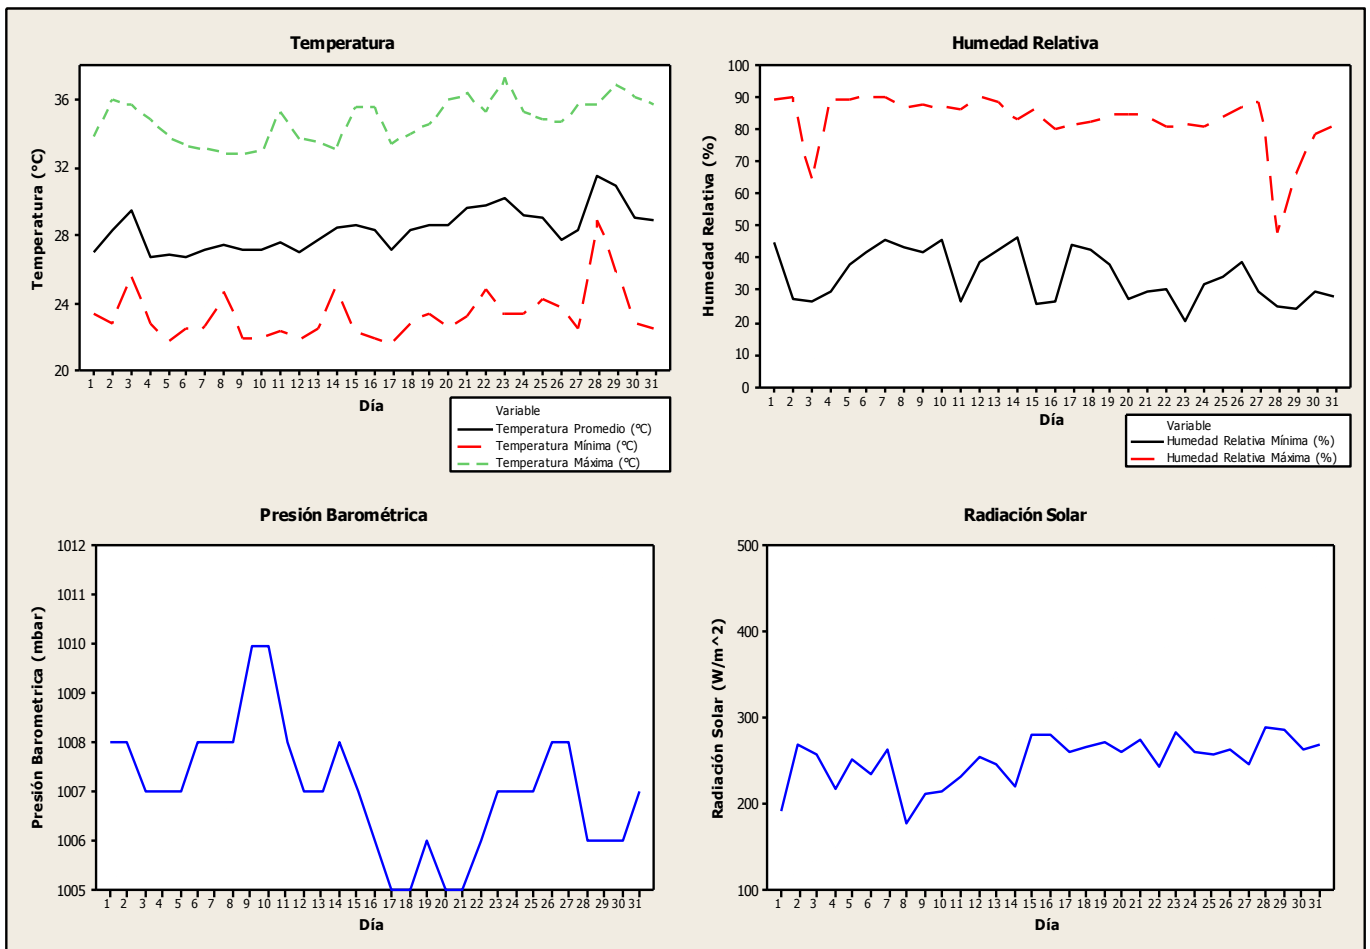 Temperatura
Temperatura (°C)
36
32
28
24
20
1 2 3 4 5 6 7 8 9 10 11 12 13 14 15 16 17 18 19 20 21 22 23 24 25 26 27 28 29 30 31
Día
Variable
Temperatura Promedio (°C)
Temperatura Mínima (°C)
Temperatura Máxima (°C)
Humedad Relativa
Humedad Relativa (%)
100
90
80
70
60
50
40
30
20
10
0
1 2 3 4 5 6 7 8 9 10 11 12 13 14 15 16 17 18 19 20 21 22 23 24 25 26 27 28 29 30 31
Día
Variable
Humedad Relativa Mínima (%)
Humedad Relativa Máxima (%)
Presión Barométrica
Presión Barometrica (mbar)
1012
1011
1010
1009
1008
1007
1006
1005
1 2 3 4 5 6 7 8 9 10 11 12 13 14 15 16 17 18 19 20 21 22 23 24 25 26 27 28 29 30 31
Día
Radiación Solar
Radiación Solar (W/m^2)
500
400
300
200
100
1 2 3 4 5 6 7 8 9 10 11 12 13 14 15 16 17 18 19 20 21 22 23 24 25 26 27 28 29 30 31
Día